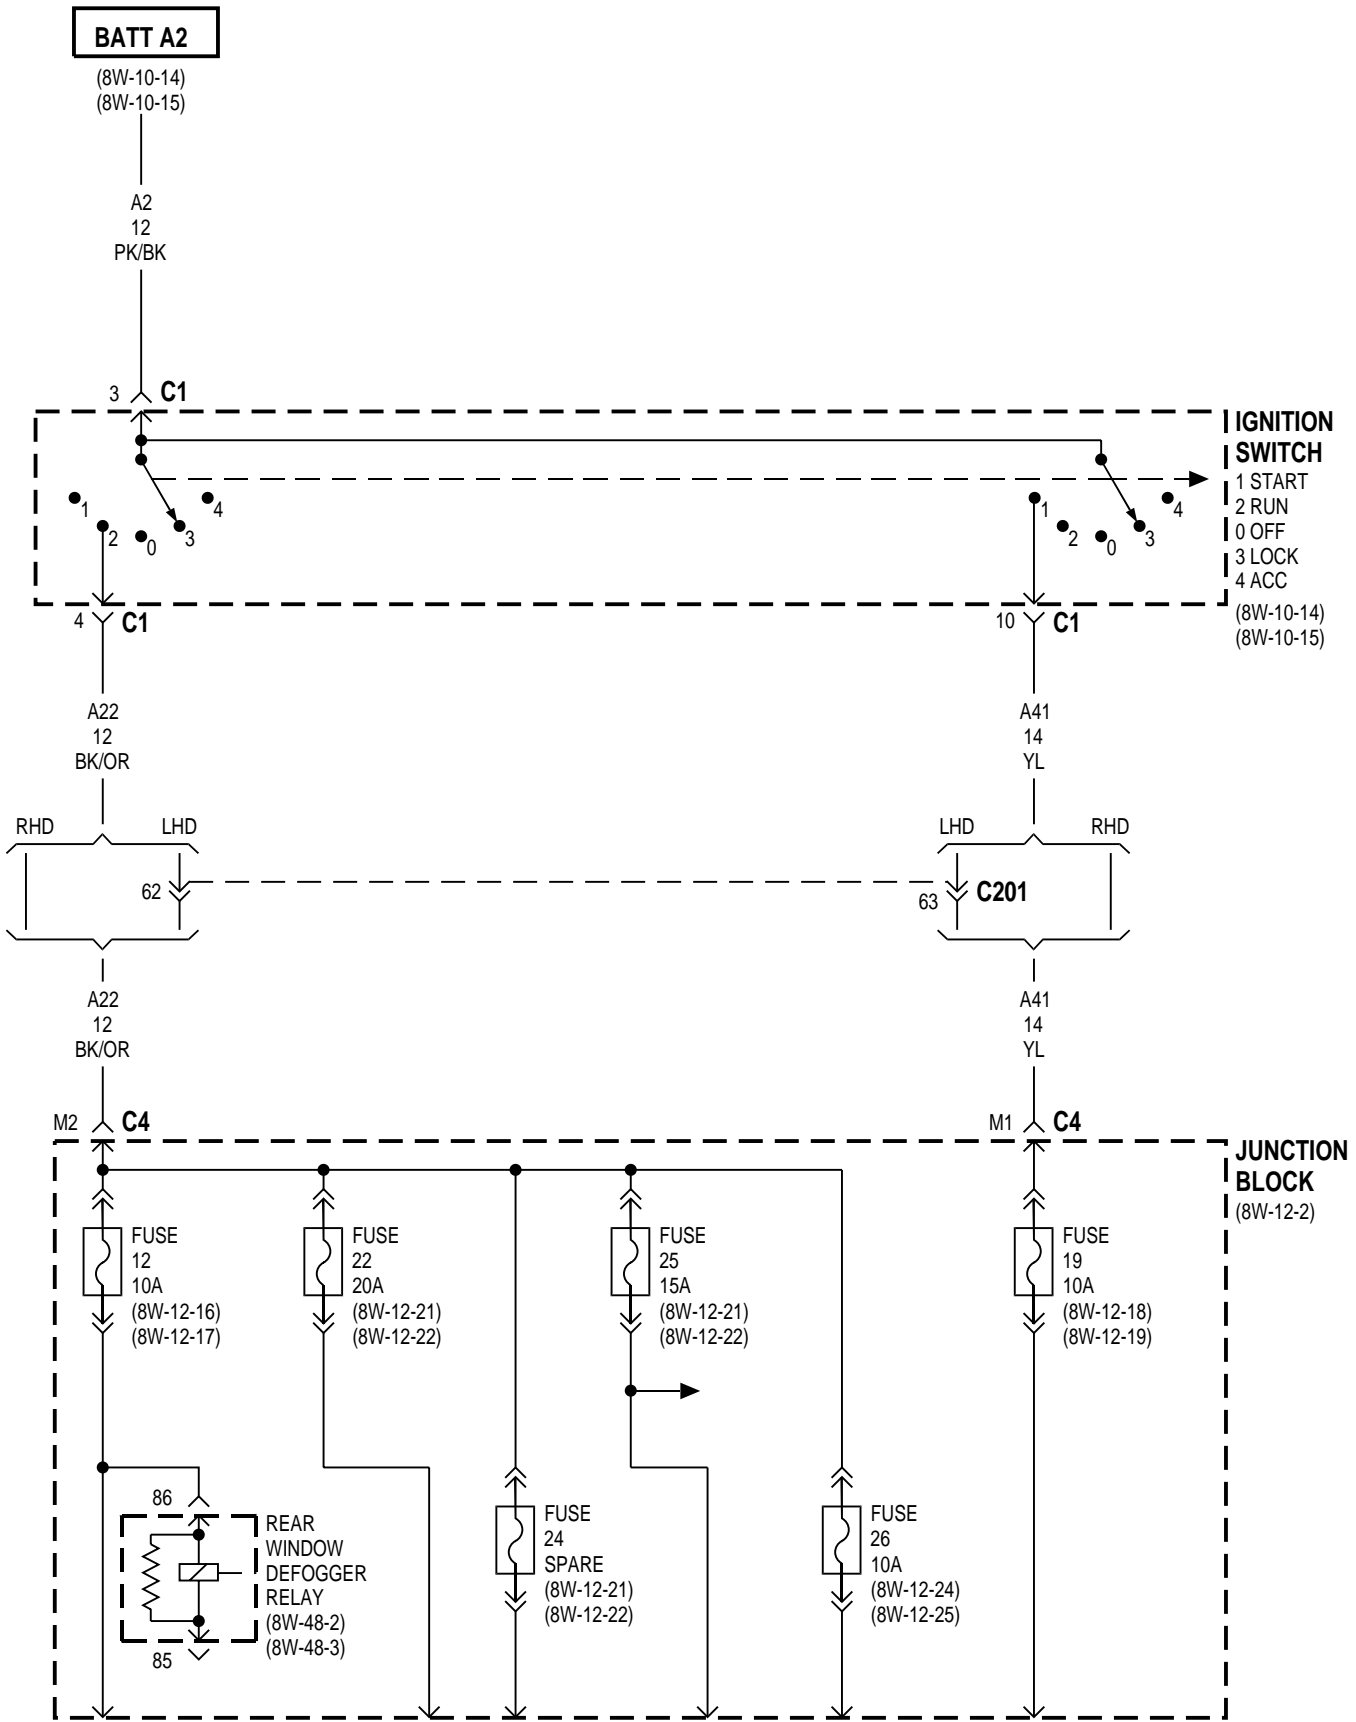 BATT A2
(8W-10-14)
(8W-10-15)
A2
12
PK/BK
3 C1
IGNITION
SWITCH
1 START
2 RUN
0 OFF
3 LOCK
4 ACC
(8W-10-14)
(8W-10-15)
1
2
0
3
4
1
2
0
3
4
4 C1
10 C1
A22
12
BK/OR
A41
14
YL
RHD LHD
LHD RHD
62
63 C201
A22
12
BK/OR
A41
14
YL
M2 C4
M1 C4
JUNCTION
BLOCK
(8W-12-2)
FUSE
12
10A
(8W-12-16)
(8W-12-17)
FUSE
22
20A
(8W-12-21)
(8W-12-22)
FUSE
25
15A
(8W-12-21)
(8W-12-22)
FUSE
19
10A
(8W-12-18)
(8W-12-19)
86
REAR
WINDOW
DEFOGGER
RELAY
(8W-48-2)
(8W-48-3)
85
FUSE
24
SPARE
(8W-12-21)
(8W-12-22)
FUSE
26
10A
(8W-12-24)
(8W-12-25)